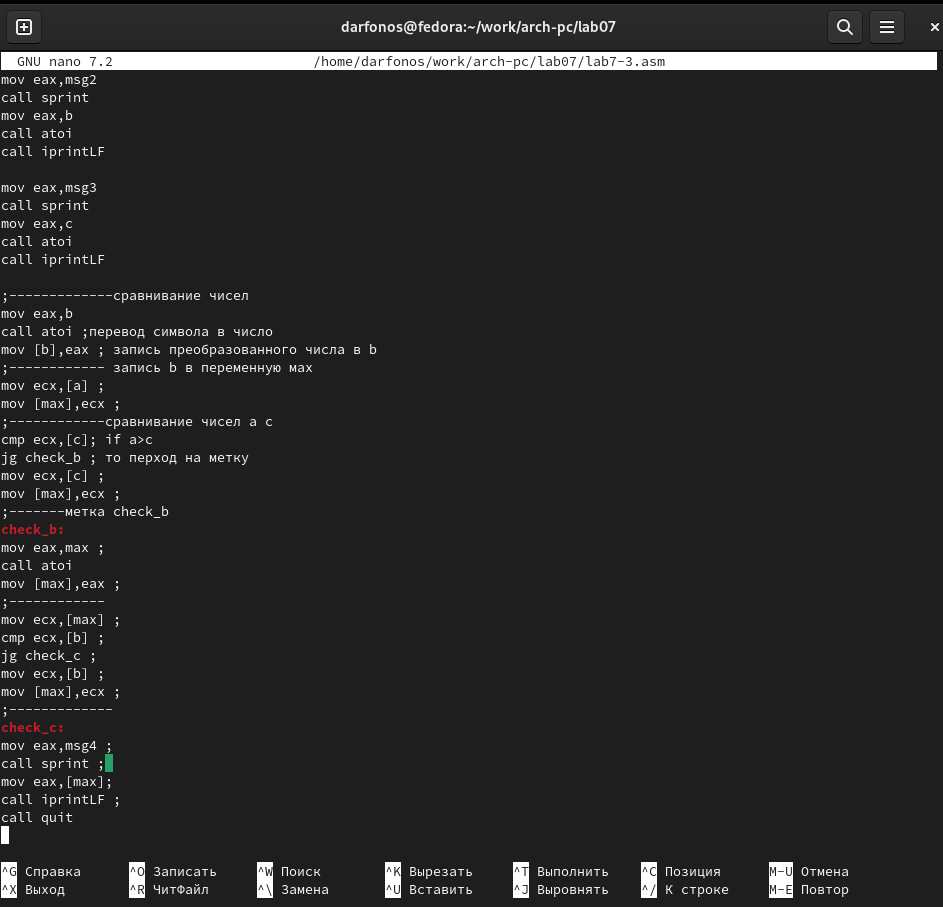 darfonos@fedora:~/work/arch-pc/lab07
GNU nano 7.2 /home/darfonos/work/arch-pc/lab07/lab7-3.asm
mov eax,msg2
call sprint
mov eax,b
call atoi
call iprintLF
mov eax,msg3
call sprint
mov eax,c
call atoi
call iprintLF
;-------------сравнивание чисел
mov eax,b
call atoi ;перевод символа в число
mov [b],eax ; запись преобразованного числа в b
;------------ запись b в переменную мах
mov ecx,[a] ;
mov [max],ecx ;
;------------сравнивание чисел а с
cmp ecx,[c]; if a>c
jg check_b ; то перход на метку
mov ecx,[c] ;
mov [max],ecx ;
;-------метка check_b
check_b:
mov eax,max ;
call atoi
mov [max],eax ;
;------------
mov ecx,[max] ;
cmp ecx,[b] ;
jg check_c ;
mov ecx,[b] ;
mov [max],ecx ;
;-------------
check_c:
mov eax,msg4 ;
call sprint ;
mov eax,[max];
call iprintLF ;
call quit
^G Справка ^O Записать ^W Поиск ^K Вырезать ^T Выполнить ^C Позиция M-U Отмена
^X Выход ^R ЧитФайл ^\ Замена ^U Вставить ^J Выровнять ^/ К строке M-E Повтор